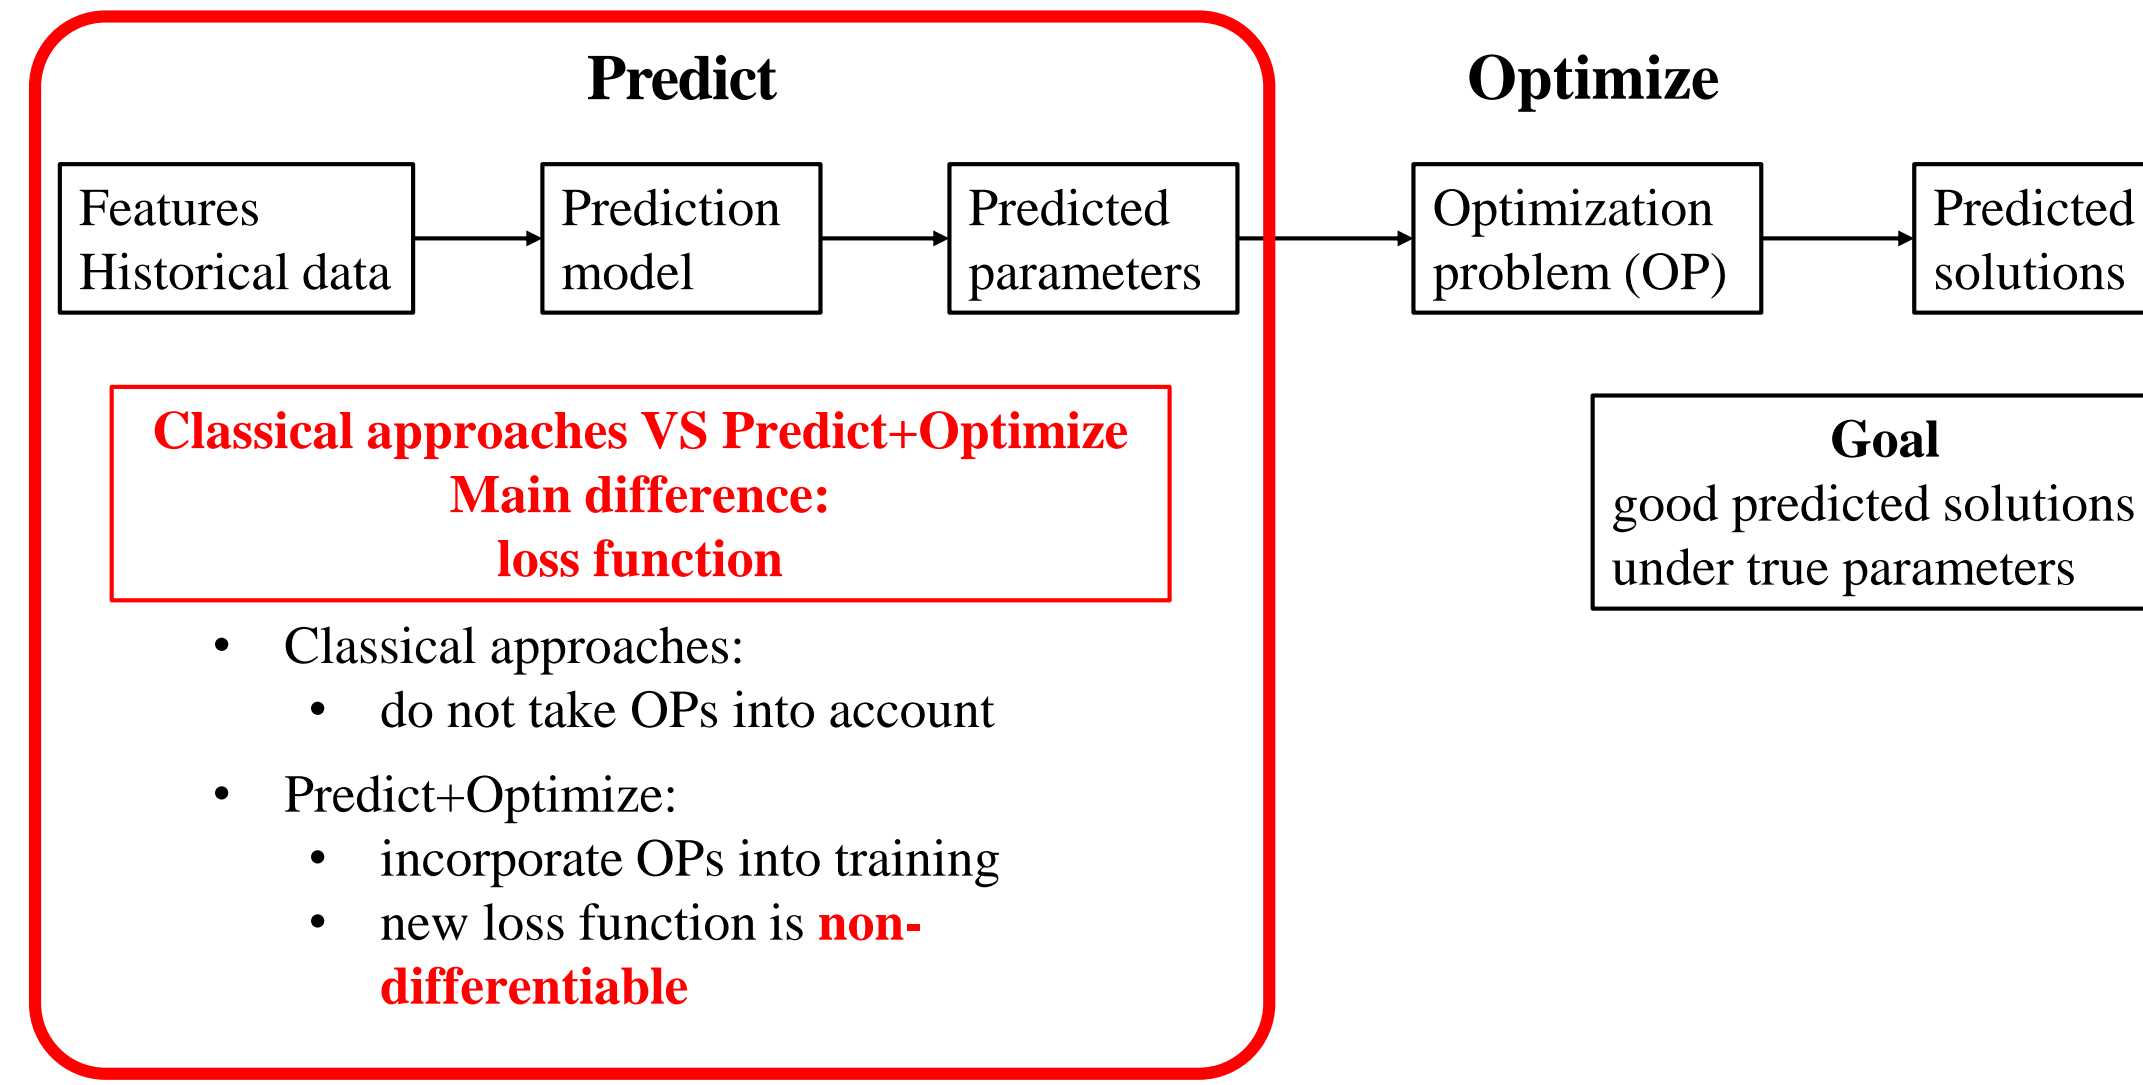 Predict
Optimize
Features
Historical data
Prediction
model
Predicted
parameters
Optimization
problem (OP)
Predicted
solutions
Classical approaches VS Predict+Optimize
Main difference:
loss function
Goal
good predicted solutions
under true parameters
• Classical approaches:
• do not take OPs into account
• Predict+Optimize:
• incorporate OPs into training
• new loss function is non-
differentiable